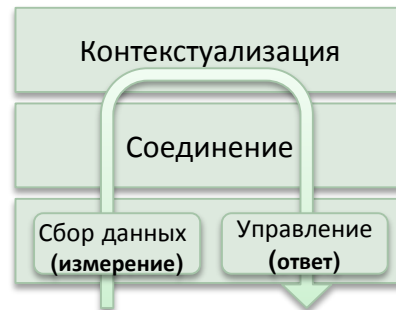 Контекстуализация
Соединение
Сбор данных
(измерение)
Управление
(ответ)